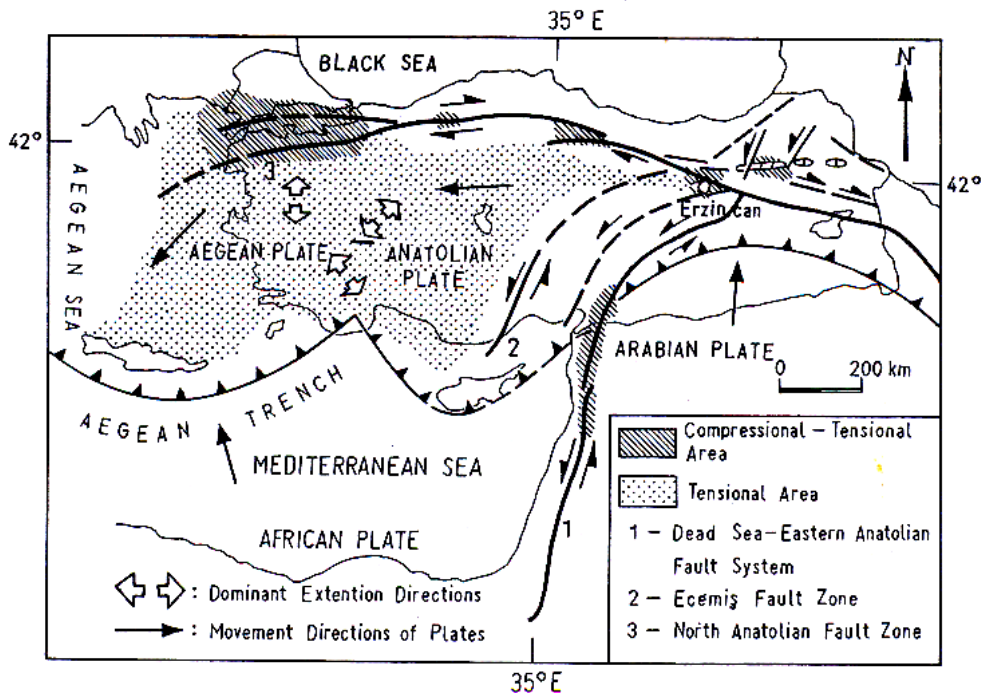 35° E
BLACK SEA
N
42°
42°
3
Erzincan
AEGEAN SEA
AEGEAN PLATE
ANATOLIAN
PLATE
2
ARABIAN PLATE
0 200 km
AEGEAN TRENCH
MEDITERRANEAN SEA
AFRICAN PLATE
1
Compressional – Tensional
Area
Tensional Area
1 – Dead Sea–Eastern Anatolian
Fault System
2 – Ecemiş Fault Zone
3 – North Anatolian Fault Zone
: Dominant Extention Directions
: Movement Directions of Plates
35° E